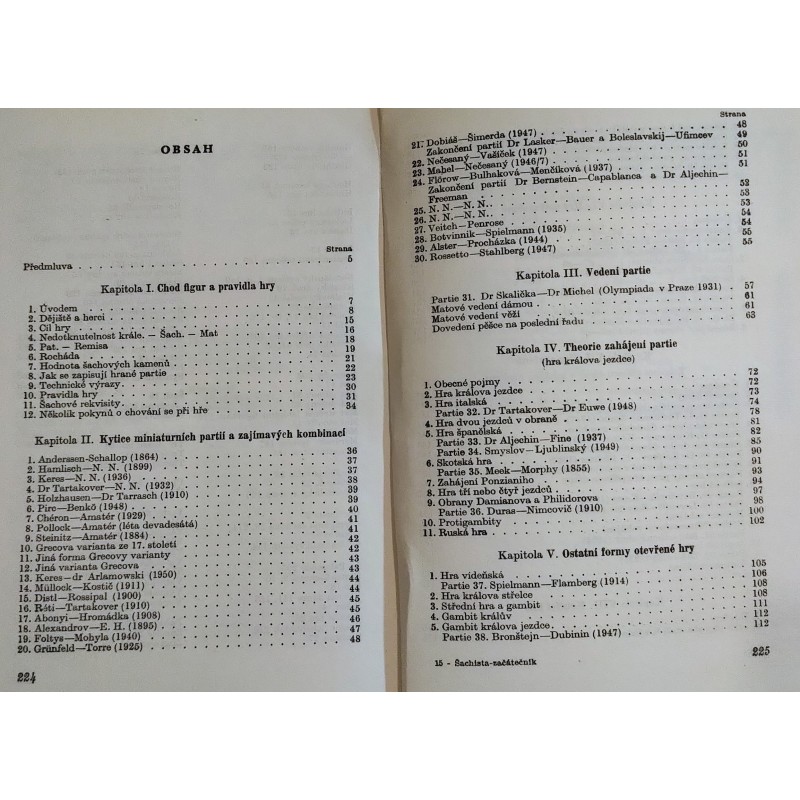 OBSAH
Strana
Předmluva 5
Kapitola I. Chod figur a pravidla hry
1. Úvodem 7
2. Dějiště a herci 8
3. Cíl hry 15
4. Nedotknutelnost krále. – Šach. – Mat 16
5. Pat. – Remisa 18
6. Rocháda 19
7. Hodnota šachových kamenů 21
8. Jak se zapisují hrané partie 22
9. Technické výrazy 23
10. Pravidla hry 30
11. Šachové rekvisity 31
12. Několik pokynů o chování se při hře 34
Kapitola II. Kytice miniaturních partií a zajímavých kombinací
1. Anderssen-Schallop (1864) 36
2. Hamlisch—N. N. (1899) 37
3. Keres—N. N. (1936) 37
4. Dr Tartakover—N. N. (1932) 38
5. Holzhausen—Dr Tarrasch (1910) 39
6. Pirc—Benkö (1948) 39
7. Chéron—Amatér (1929) 40
8. Pollock—Amatér (léta devadesátá) 41
9. Steinitz—Amatér (1884) 41
10. Grecova varianta ze 17. století 42
11. Jiná forma Grecovy varianty 42
12. Jiná varianta Grecova 43
13. Keres—dr Arlamowski (1950) 43
14. Müllock—Kostič (1911) 44
15. Distl—Rossipal (1900) 44
16. Réti—Tartakover (1910) 45
17. Abonyi—Hromádka (1908) 45
18. Alexandrov—E. H. (1895) 46
19. Foltys—Mohyla (1940) 47
20. Grünfeld—Torre (1925) 48
224
Strana
21. Dobiáš—Šimerda (1947) 48
Zakončení partií Dr Lasker—Bauer a Boleslavskij—Ufimcev 49
22. Nečesaný—Vašíček (1947) 50
23. Mahel—Nečesaný (1946/7) 51
24. Flórow—Bulhaková—Menčíková (1937) 51
Zakončení partií Dr Bernstein—Capablanca a Dr Aljechin—
Freeman 52
25. N. N.—N. N. 53
26. N. N.—N. N. 53
27. Veitch—Penrose 54
28. Botvinnik—Spielmann (1935) 54
29. Alster—Procházka (1944) 55
30. Rossetto—Stahlberg (1947) 55
Kapitola III. Vedení partie
Partie 31. Dr Skalička—Dr Michel (Olympiada v Praze 1931) 57
Matové vedení dámou 61
Matové vedení věží 61
Dovedení pěšce na poslední řadu 63
Kapitola IV. Theorie zahájení partie
(hra králova jezdce)
1. Obecné pojmy 72
2. Hra králova jezdce 72
3. Hra italská 73
Partie 32. Dr Tartakover—Dr Euwe (1948) 74
4. Hra dvou jezdců v obraně 78
5. Hra španělská 81
Partie 33. Dr Aljechin—Fine (1937) 82
Partie 34. Smyslov—Ljublinský (1949) 85
6. Skotská hra 90
Partie 35. Meek—Morphy (1855) 91
7. Zahájení Ponzianiho 93
8. Hra tří nebo čtyř jezdců 94
9. Obrany Damianova a Philidorova 97
Partie 36. Duras—Nimcovič (1910) 98
10. Protigambity 100
11. Ruská hra 102
Kapitola V. Ostatní formy otevřené hry
1. Hra vídeňská 105
Partie 37. Spielmann—Flamberg (1914) 106
2. Hra králova střelce 108
3. Střední hra a gambit 108
4. Gambit králův 111
5. Gambit králova jezdce 112
Partie 38. Bronštejn—Dubinin (1947) 112
15 - Šachista-začátečník
225